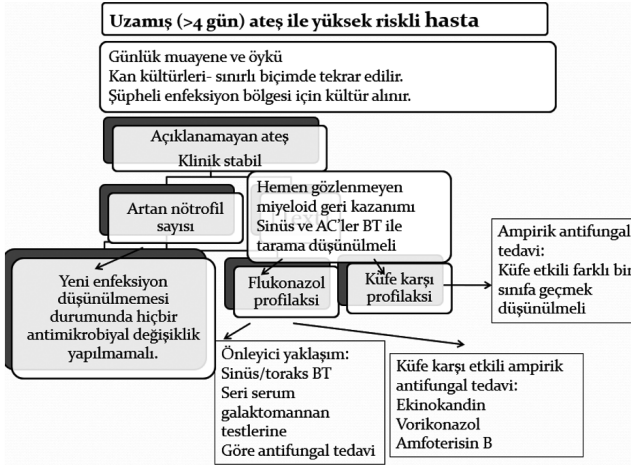 Uzamış (>4 gün) ateş ile yüksek riskli hasta
Günlük muayene ve öykü
Kan kültürleri- sınırlı biçimde tekrar edilir.
Şüpheli enfeksiyon bölgesi için kültür alınır.
Açıklanamayan ateş
Klinik stabil
Artan nötrofil
sayısı
Hemen gözlenmeyen
miyeloid geri kazanımı
Sinüs ve AC'ler BT ile
tarama düşünülmeli
Yeni enfeksiyon
düşünülmemesi
durumunda hiçbir
antimikrobiyal değişiklik
yapılmamalı.
Flukonazol
profilaksi
Küfe karşı
profilaksi
Ampirik antifungal
tedavi:
Küfe etkili farklı bir
sınıfa geçmek
düşünülmeli
Önleyici yaklaşım:
Sinüs/toraks BT
Seri serum
galaktomannan
testlerine
Göre antifungal tedavi
Küfe karşı etkili ampirik
antifungal tedavi:
Ekinokandin
Vorikonazol
Amfoterisin B